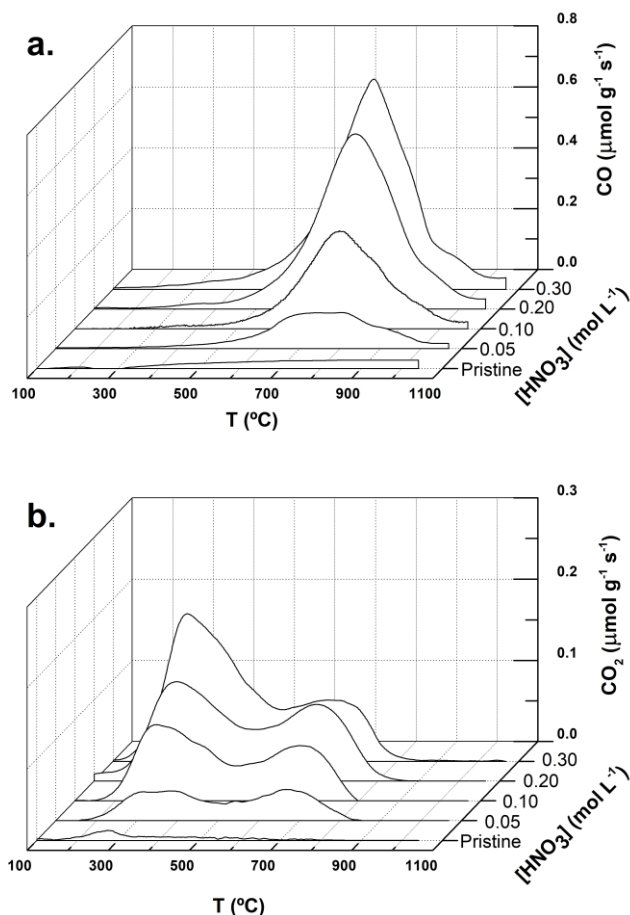 a.
0.8
0.6
0.4
0.2
0.0
CO (μmol g⁻¹ s⁻¹)
0.30
0.20
0.10
0.05
Pristine
[HNO₃] (mol L⁻¹)
100 300 500 700 900 1100
T (ºC)
b.
0.3
0.2
0.1
0.0
CO₂ (μmol g⁻¹ s⁻¹)
0.30
0.20
0.10
0.05
Pristine
[HNO₃] (mol L⁻¹)
100 300 500 700 900 1100
T (ºC)